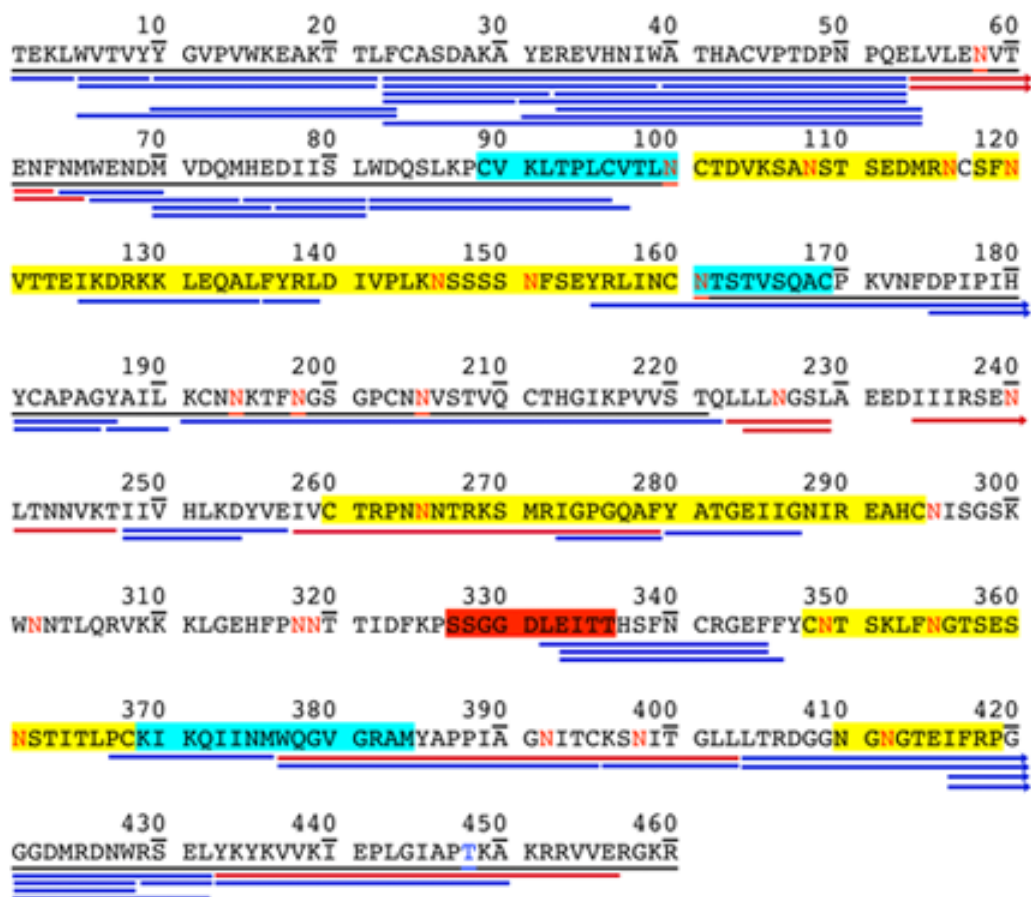 10 20 30 40 50 60
TEKLWVTVYY GVPVWKEAKT TLFCASDAKA YEREVHNIWA THACVPTDPN PQELVLENVT
70 80 90 100 110 120
ENFNMWENDM VDQMHEDIIS LWDQSLKPCV KLTPLCVTLN CTDVKSANST SEDMRNCSFN
130 140 150 160 170 180
VTTEIKDRKK LEQALFYRLD IVPLKNSSSS NFSEYRLINC NTSTVSQACP KVNFDPIPIH
190 200 210 220 230 240
YCAPAGYAIL KCNNKTFNGS GPCNNVSTVQ CTHGIKPVVS TQLLLNGSLA EEDIIIRSEN
250 260 270 280 290 300
LTNNVKTIIV HLKDYVEIVC TRPNNNTRKS MRIGPGQAFY ATGEIIGNIR EAHCNISGSK
310 320 330 340 350 360
WNNTLQRVKK KLGEHFPNNT TIDFKPSSGG DLEITTHSFN CRGEFFYCNT SKLFNGTSES
370 380 390 400 410 420
NSTITLPCKI KQIINMWQGV GRAMYAPPIA GNITCKSNIT GLLLTRDGGN GNGTEIFRPG
430 440 450 460
GGDMRDNWRS ELYKYKVVKI EPLGIAPTKA KRRVVERGKR